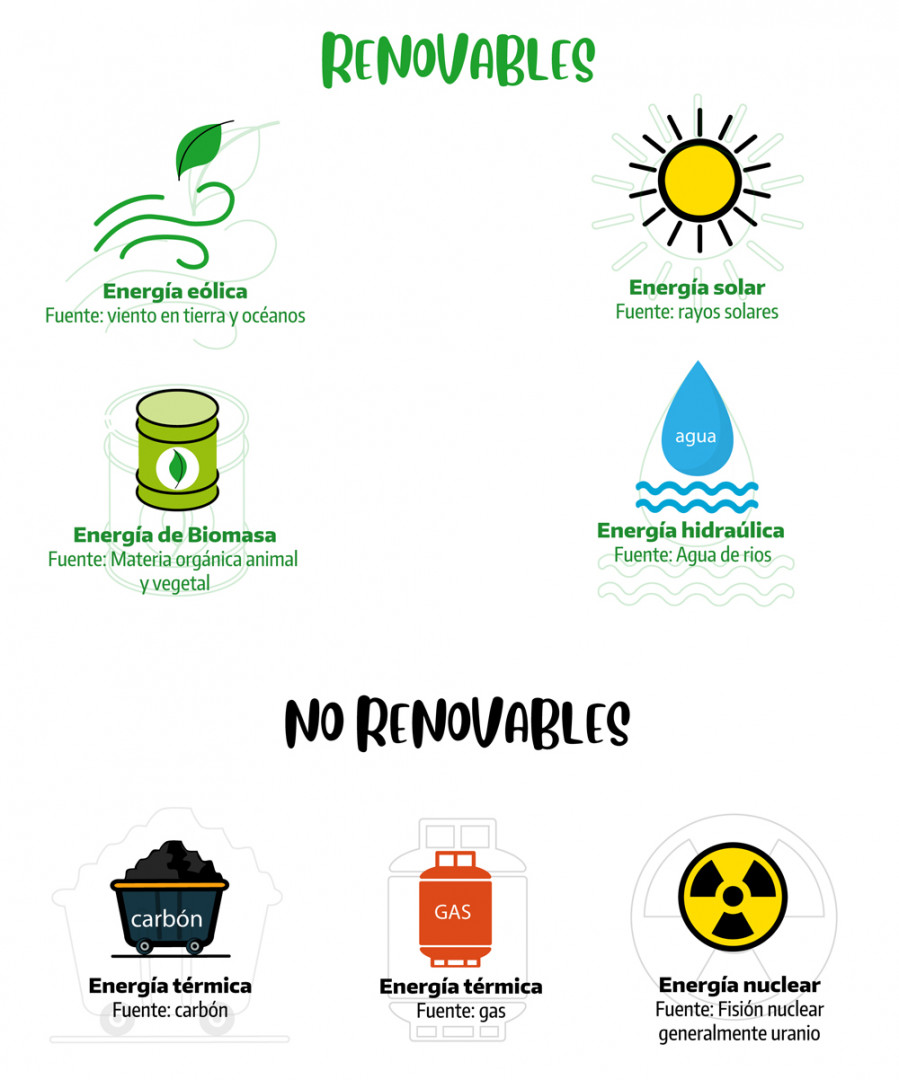 RENOVABLES
Energía eólica
Fuente: viento en tierra y océanos
Energía solar
Fuente: rayos solares
Energía de Biomasa
Fuente: Materia orgánica animal
y vegetal
agua
Energía hidraúlica
Fuente: Agua de rios
NO RENOVABLES
carbón
Energía térmica
Fuente: carbón
GAS
Energía térmica
Fuente: gas
Energía nuclear
Fuente: Fisión nuclear
generalmente uranio